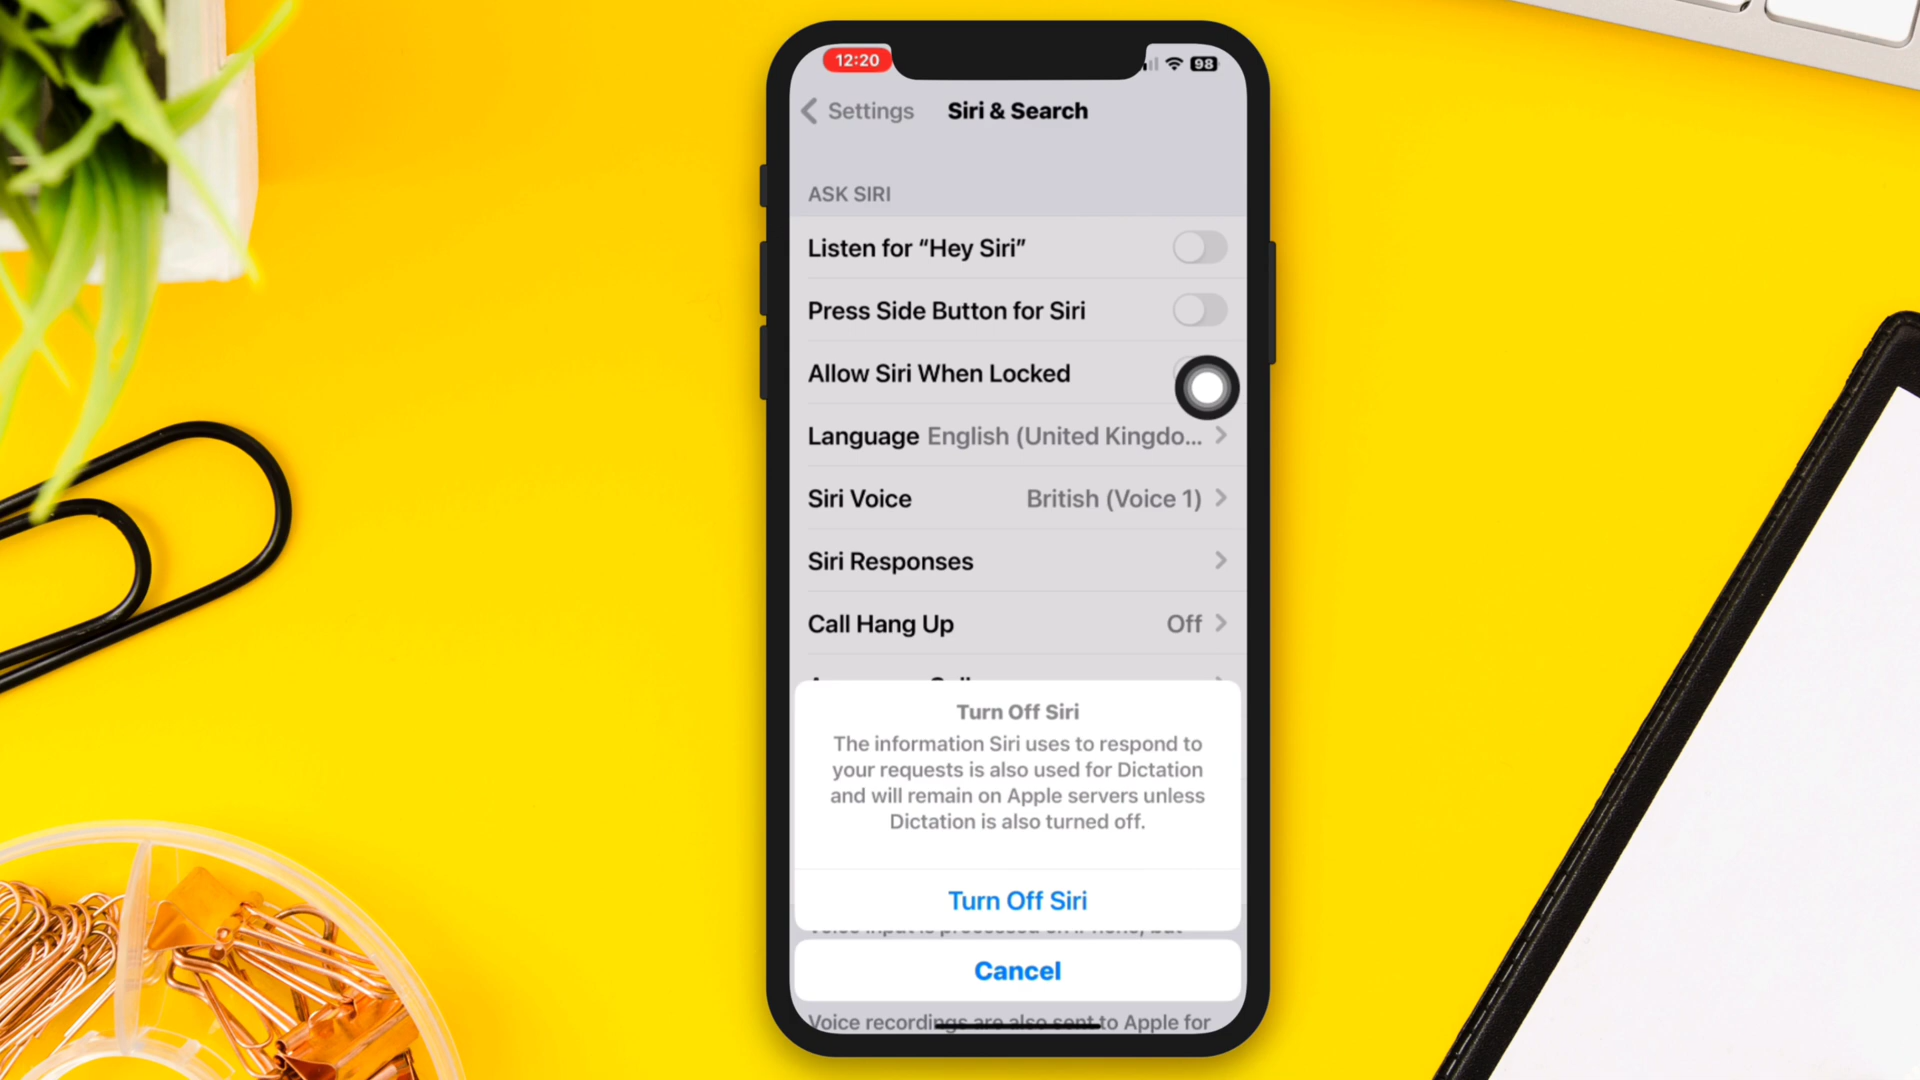 12:20
98
Settings
Siri & Search
ASK SIRI
Listen for “Hey Siri”
Press Side Button for Siri
Allow Siri When Locked
Language English (United Kingdo...
Siri Voice British (Voice 1)
Siri Responses
Call Hang Up Off
Turn Off Siri
The information Siri uses to respond to
your requests is also used for Dictation
and will remain on Apple servers unless
Dictation is also turned off.
Turn Off Siri
Cancel
Voice recordings are also sent to Apple for